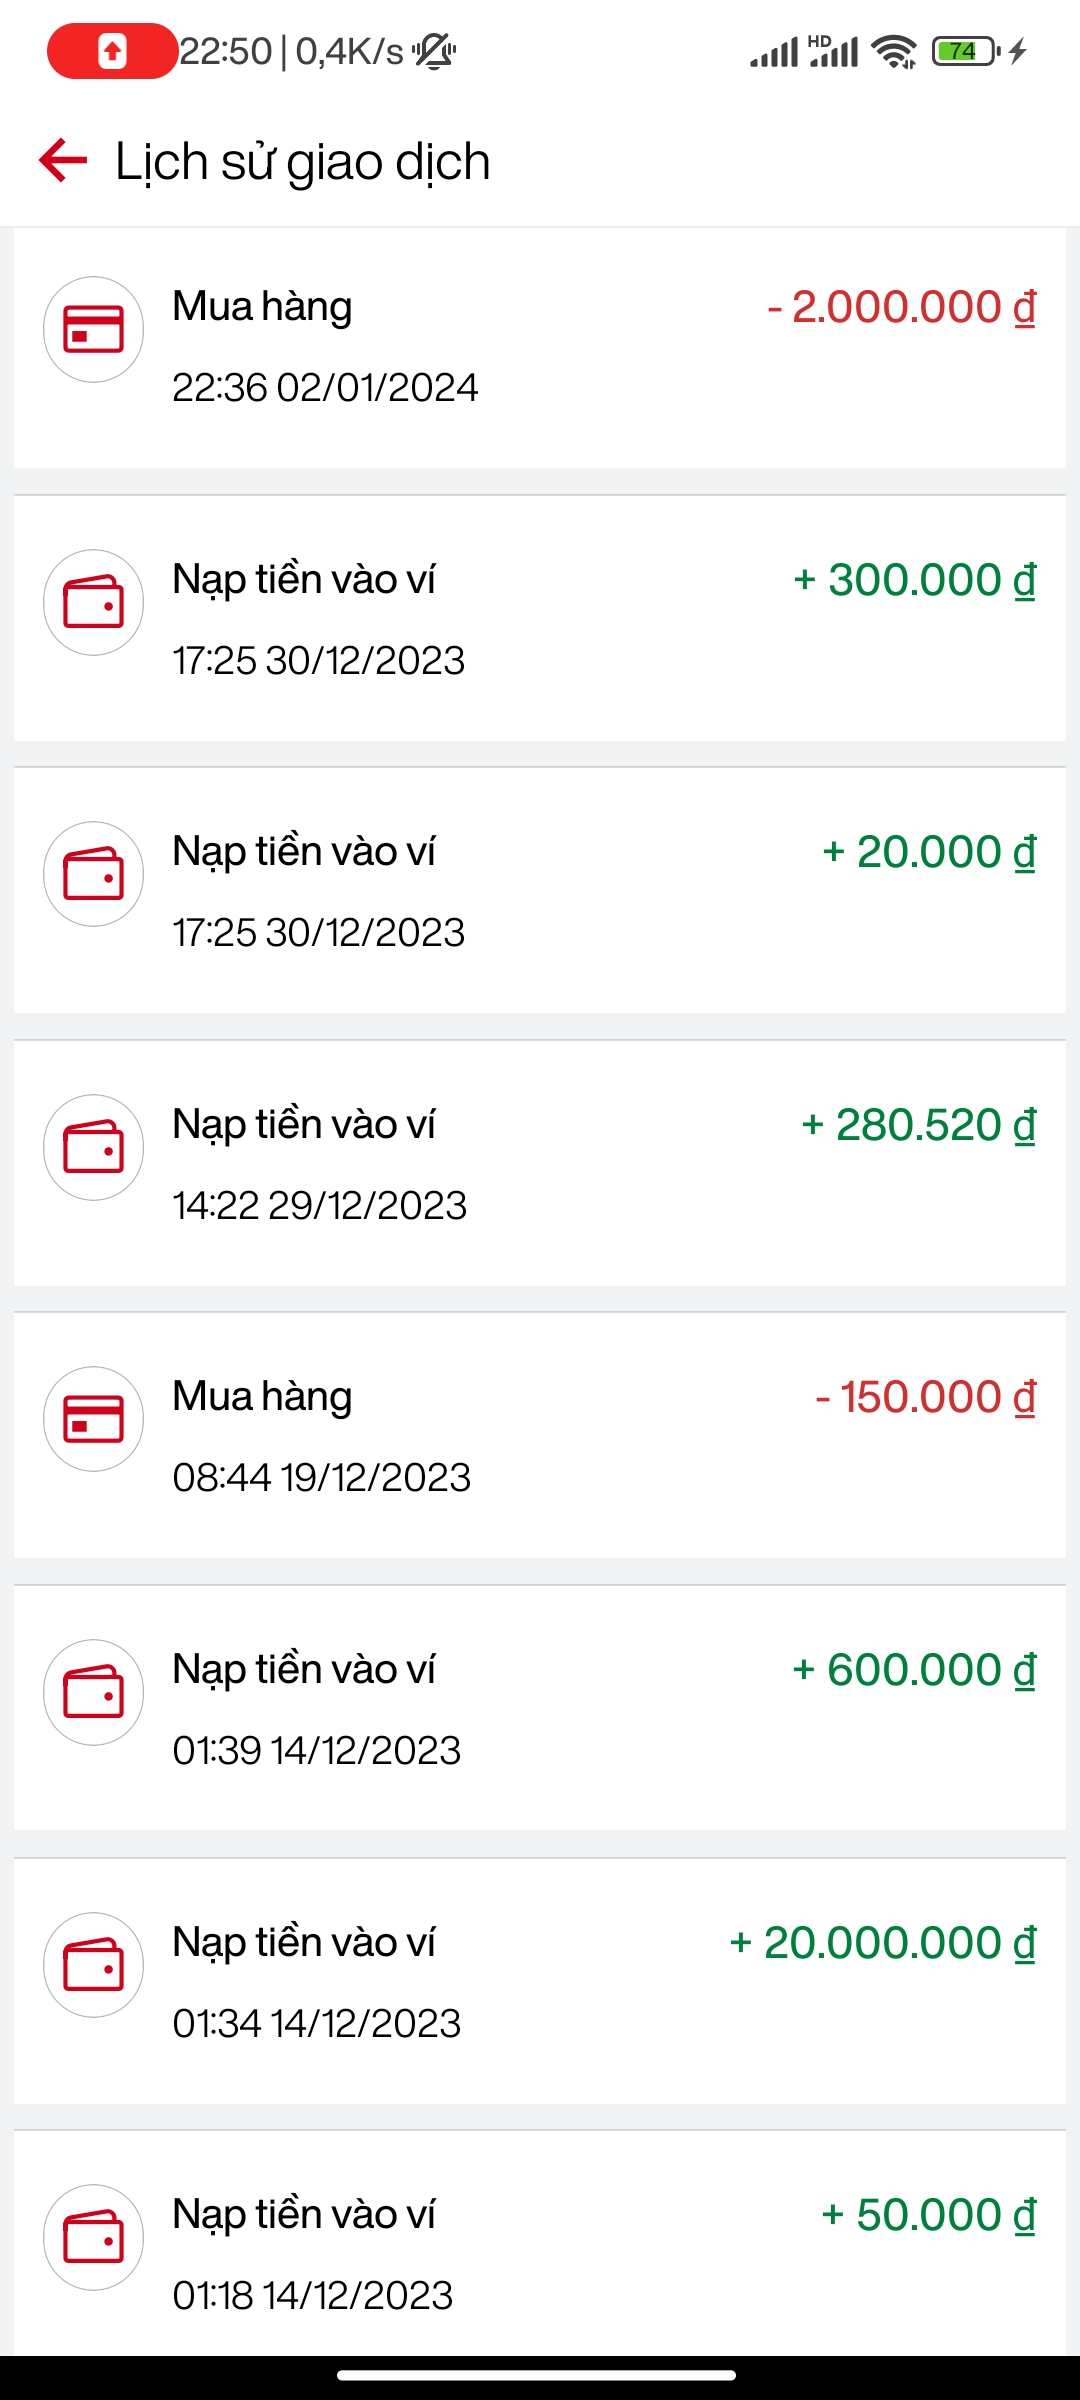 22:50 | 0,4K/s HD 74
Lịch sử giao dịch
Mua hàng - 2.000.000 ₫
22:36 02/01/2024
Nạp tiền vào ví + 300.000 ₫
17:25 30/12/2023
Nạp tiền vào ví + 20.000 ₫
17:25 30/12/2023
Nạp tiền vào ví + 280.520 ₫
14:22 29/12/2023
Mua hàng - 150.000 ₫
08:44 19/12/2023
Nạp tiền vào ví + 600.000 ₫
01:39 14/12/2023
Nạp tiền vào ví + 20.000.000 ₫
01:34 14/12/2023
Nạp tiền vào ví + 50.000 ₫
01:18 14/12/2023